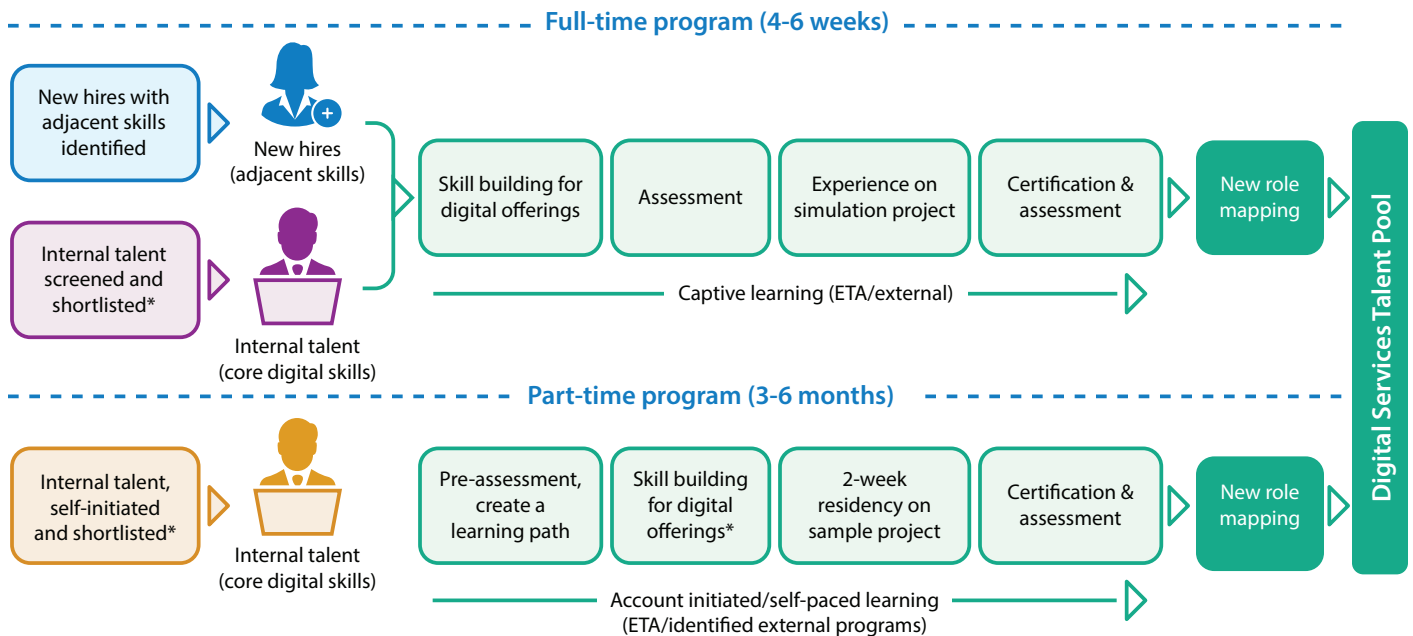 Full-time program (4-6 weeks)
New hires with
adjacent skills
identified
New hires
(adjacent skills)
Internal talent
screened and
shortlisted*
Internal talent
(core digital skills)
Skill building for
digital offerings
Assessment
Experience on
simulation project
Certification &
assessment
New role
mapping
Captive learning (ETA/external)
Digital Services Talent Pool
Part-time program (3-6 months)
Internal talent,
self-initiated
and shortlisted*
Internal talent
(core digital skills)
Pre-assessment,
create a
learning path
Skill building
for digital
offerings*
2-week
residency on
sample project
Certification &
assessment
New role
mapping
Account initiated/self-paced learning
(ETA/identified external programs)